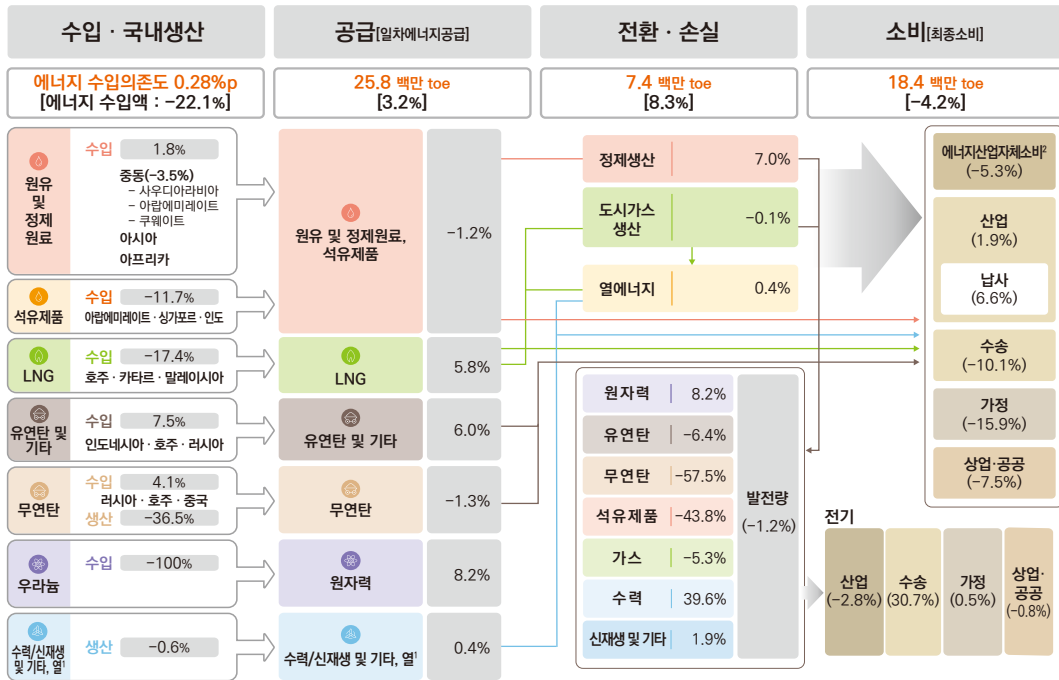 수입 · 국내생산
공급[일차에너지공급]
전환 · 손실
소비[최종소비]
에너지 수입의존도 0.28%p
[에너지 수입액 : -22.1%]
25.8 백만 toe
[3.2%]
7.4 백만 toe
[8.3%]
18.4 백만 toe
[-4.2%]
원유
및
정제
원료
수입 1.8%
중동(-3.5%)
- 사우디아라비아
- 아랍에미레이트
- 쿠웨이트
아시아
아프리카
석유제품
수입 -11.7%
아랍에미레이트 · 싱가포르 · 인도
LNG
수입 -17.4%
호주 · 카타르 · 말레이시아
유연탄 및
기타
수입 7.5%
인도네시아 · 호주 · 러시아
무연탄
수입 4.1%
러시아 · 호주 · 중국
생산 -36.5%
우라늄
수입 -100%
수력/신재생
및 기타, 열1
생산 -0.6%
원유 및 정제원료,
석유제품
-1.2%
LNG
5.8%
유연탄 및 기타
6.0%
무연탄
-1.3%
원자력
8.2%
수력/신재생 및 기타, 열1
0.4%
정제생산 7.0%
도시가스
생산
-0.1%
열에너지 0.4%
원자력 8.2%
유연탄 -6.4%
무연탄 -57.5%
석유제품 -43.8%
가스 -5.3%
수력 39.6%
신재생 및 기타 1.9%
발전량
(-1.2%)
에너지산업자체소비2
(-5.3%)
산업
(1.9%)
납사
(6.6%)
수송
(-10.1%)
가정
(-15.9%)
상업·공공
(-7.5%)
전기
산업
(-2.8%)
수송
(30.7%)
가정
(0.5%)
상업·
공공
(-0.8%)